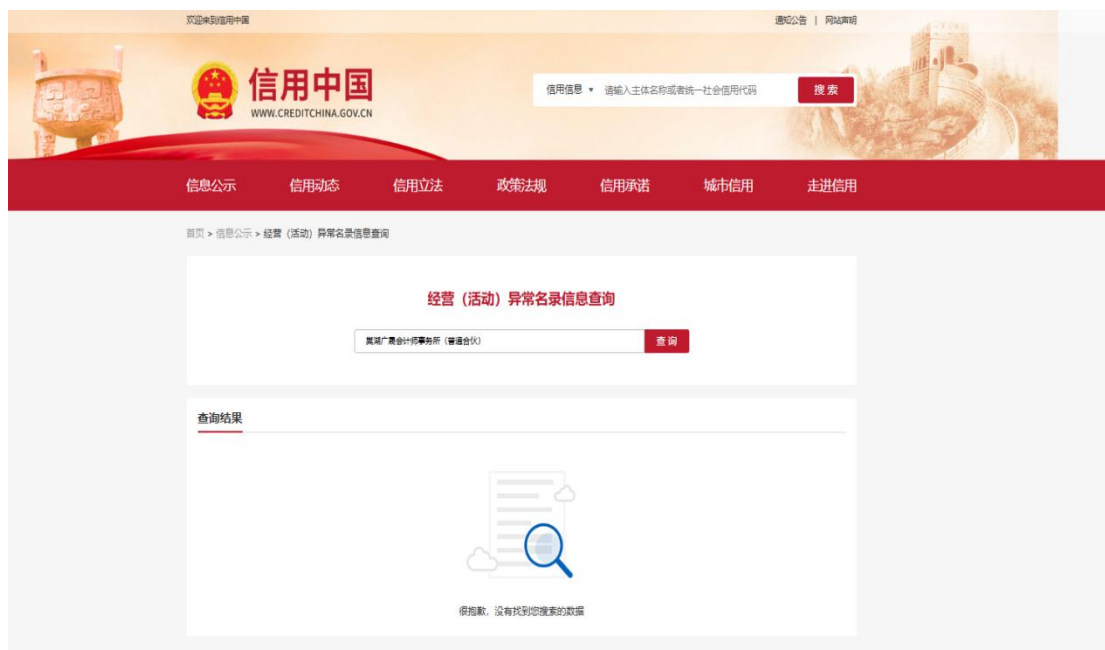 欢迎来到信用中国
通知公告 | 网站声明
信用中国
WWW.CREDITCHINA.GOV.CN
信用信息 ▾ 请输入主体名称或者统一社会信用代码 搜索
信息公示 信用动态 信用立法 政策法规 信用承诺 城市信用 走进信用
首页 > 信息公示 > 经营（活动）异常名录信息查询
经营（活动）异常名录信息查询
巢湖广晟会计师事务所（普通合伙） 查询
查询结果
很抱歉，没有找到您搜索的数据